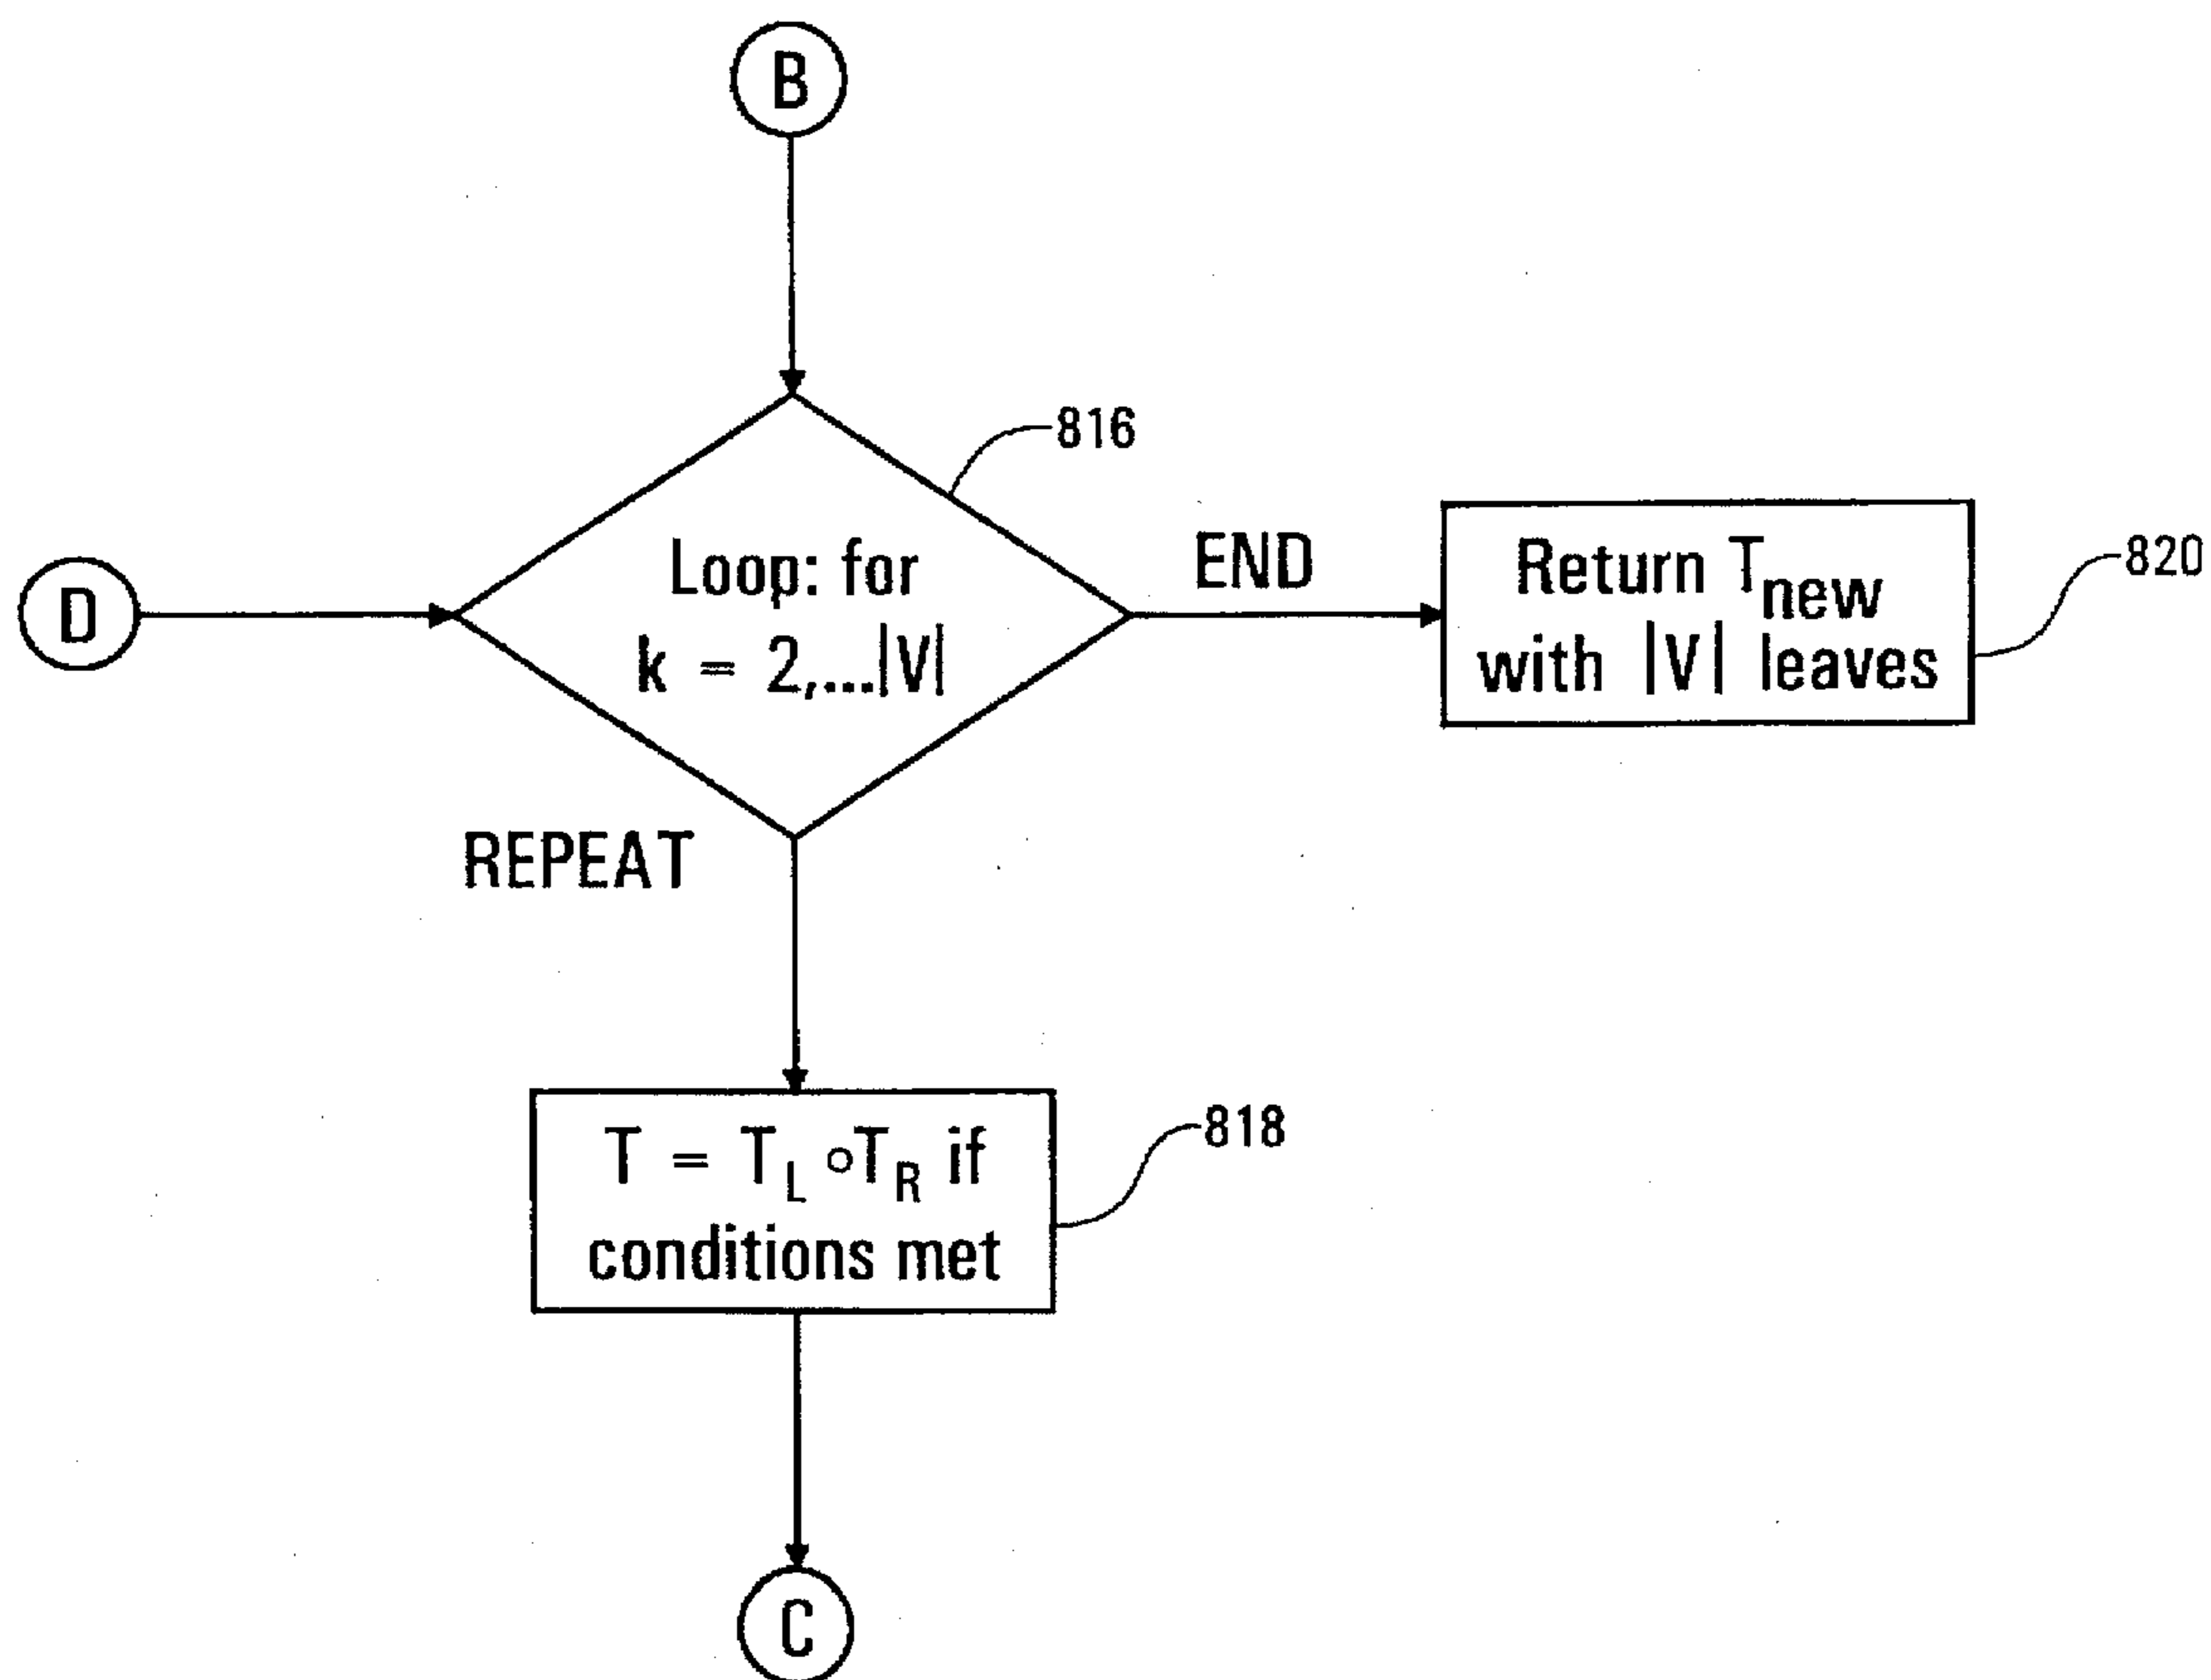 B
816
Loop: for
k = 2,...|V|
D
END
Return T_new
with |V| leaves
820
REPEAT
T = T_L ∘T_R if
conditions met
818
C